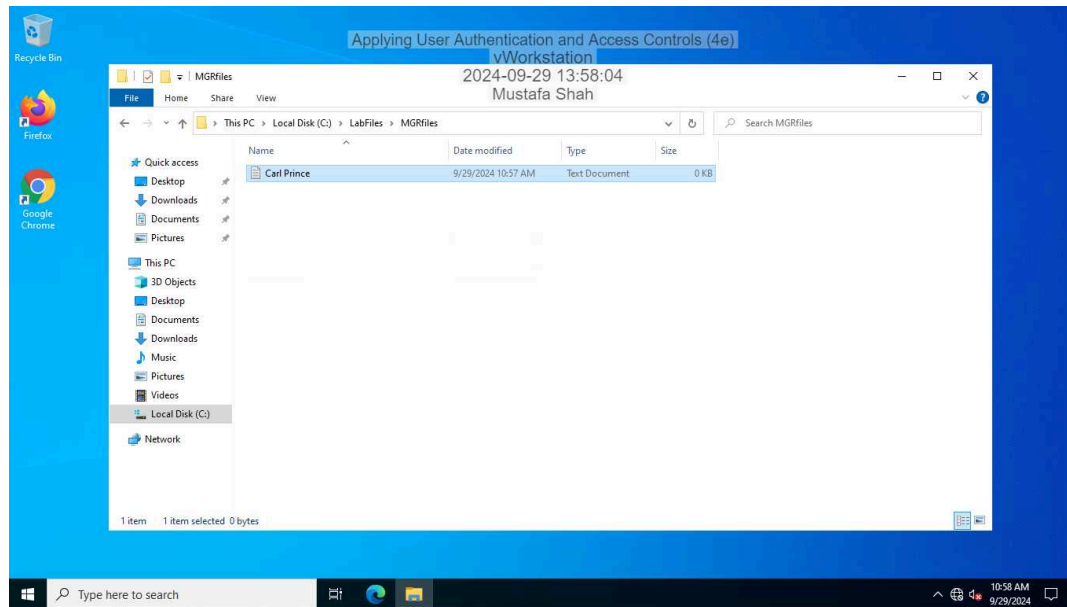 Recycle Bin
Firefox
Google
Chrome
Applying User Authentication and Access Controls (4e)
vWorkstation
2024-09-29 13:58:04
Mustafa Shah
MGRfiles
File Home Share View
This PC > Local Disk (C:) > LabFiles > MGRfiles
Search MGRfiles
Name Date modified Type Size
Carl Prince 9/29/2024 10:57 AM Text Document 0 KB
Quick access
Desktop
Downloads
Documents
Pictures
This PC
3D Objects
Desktop
Documents
Downloads
Music
Pictures
Videos
Local Disk (C:)
Network
1 item 1 item selected 0 bytes
Type here to search
10:58 AM
9/29/2024